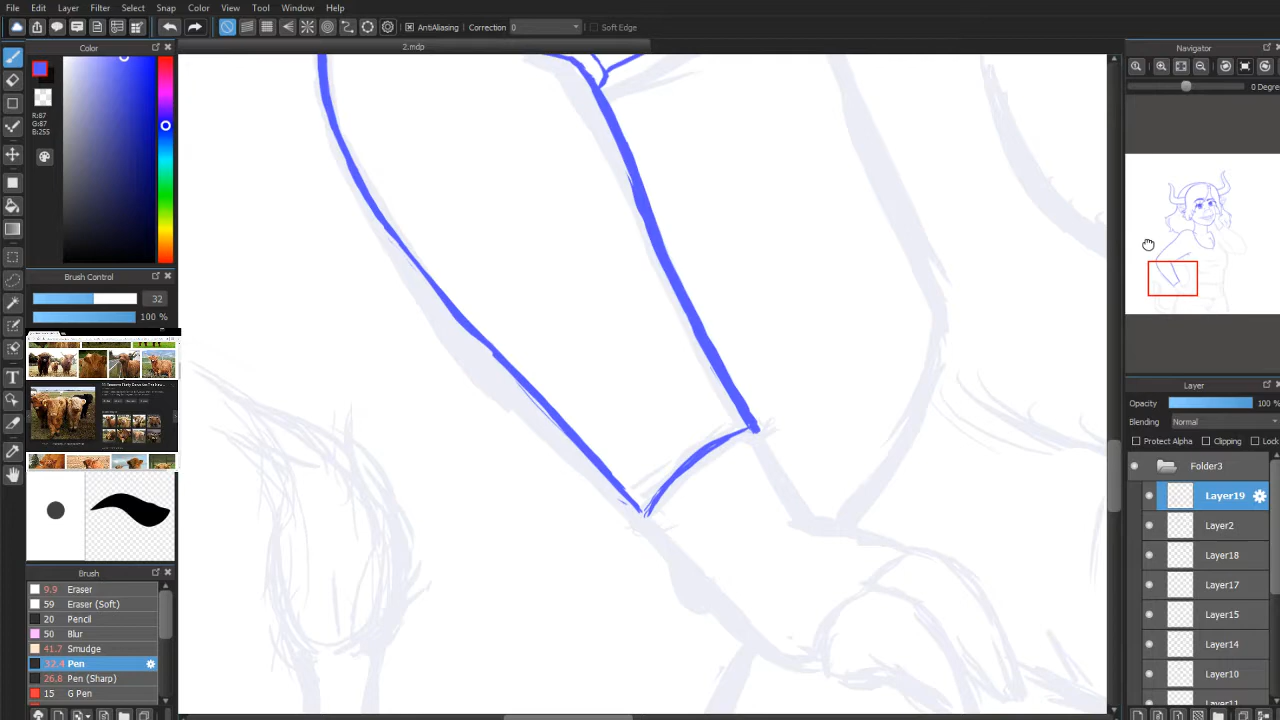 File Edit Layer Filter Select Snap Color View Tool Window Help
AntiAliasing Correction 0 Soft Edge
2.mdp
Color
R:87
G:87
B:255
Brush Control
32
100 %
Brush
9.9 Eraser
59 Eraser (Soft)
20 Pencil
50 Blur
41.7 Smudge
32.4 Pen
26.8 Pen (Sharp)
15 G Pen
Navigator
0 Degree
Layer
Opacity 100 %
Blending Normal
Protect Alpha Clipping Lock
Folder3
Layer19
Layer2
Layer18
Layer17
Layer15
Layer14
Layer10
Layer11